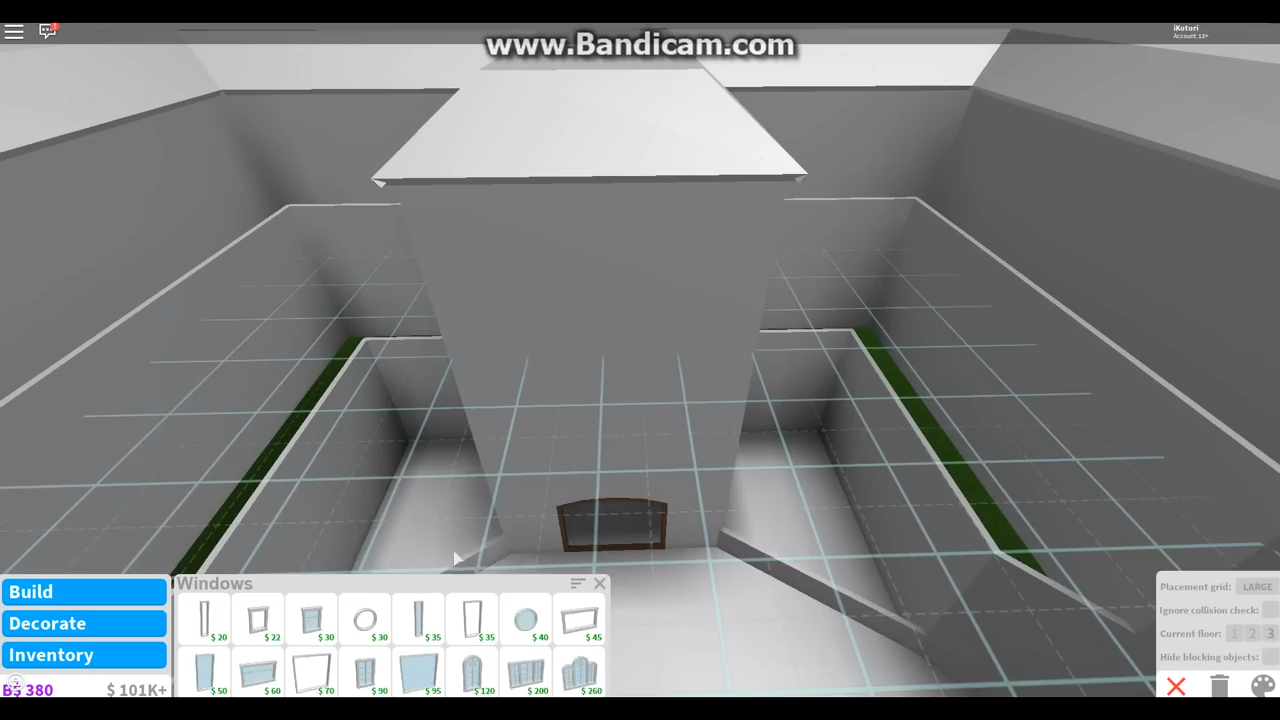 www.Bandicam.com
iKotori
Account 13+
Windows
$ 20
$ 22
$ 30
$ 30
$ 35
$ 35
$ 40
$ 45
$ 50
$ 60
$ 70
$ 90
$ 95
$ 120
$ 200
$ 260
Build
Decorate
Inventory
B$ 380
$ 101K+
Placement grid: LARGE
Ignore collision check:
Current floor: 1 2 3
Hide blocking objects: